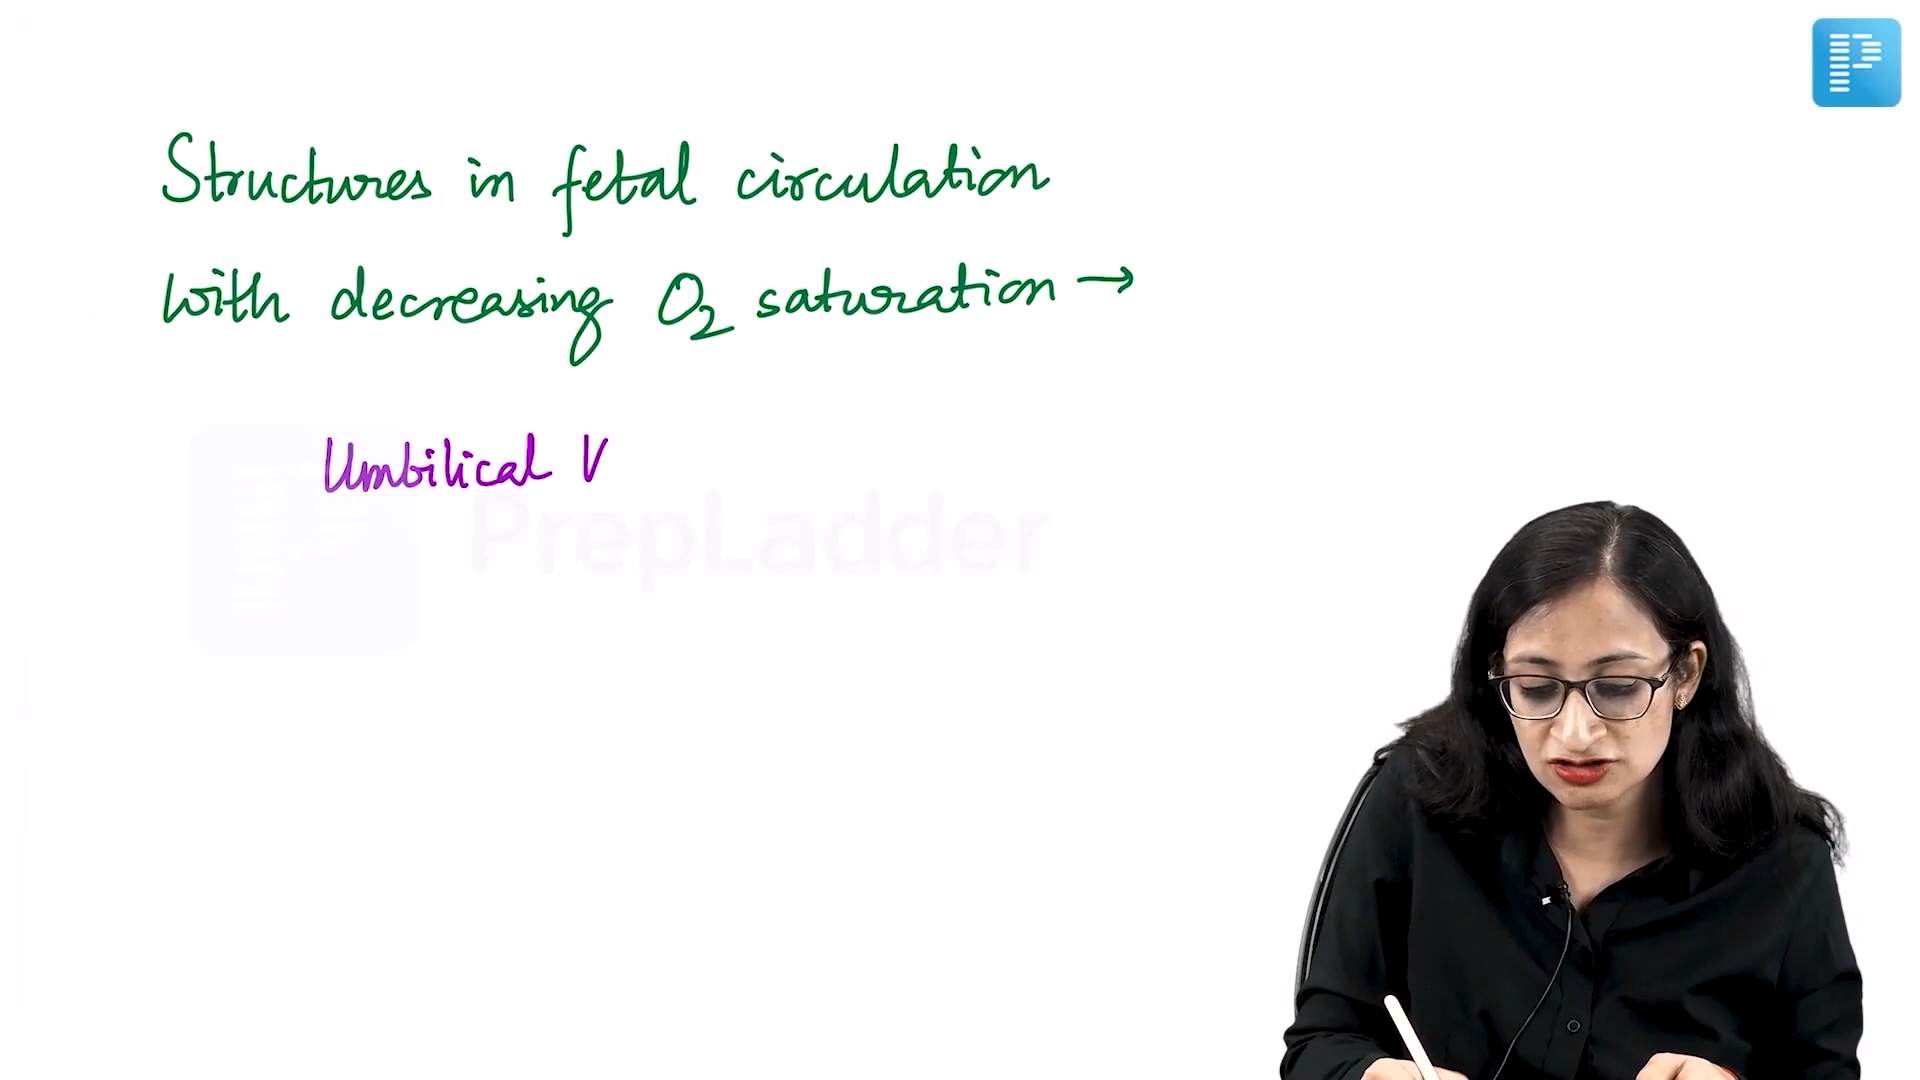 Structures in fetal circulation
with decreasing O2 saturation →
Umbilical V
PrepLadder